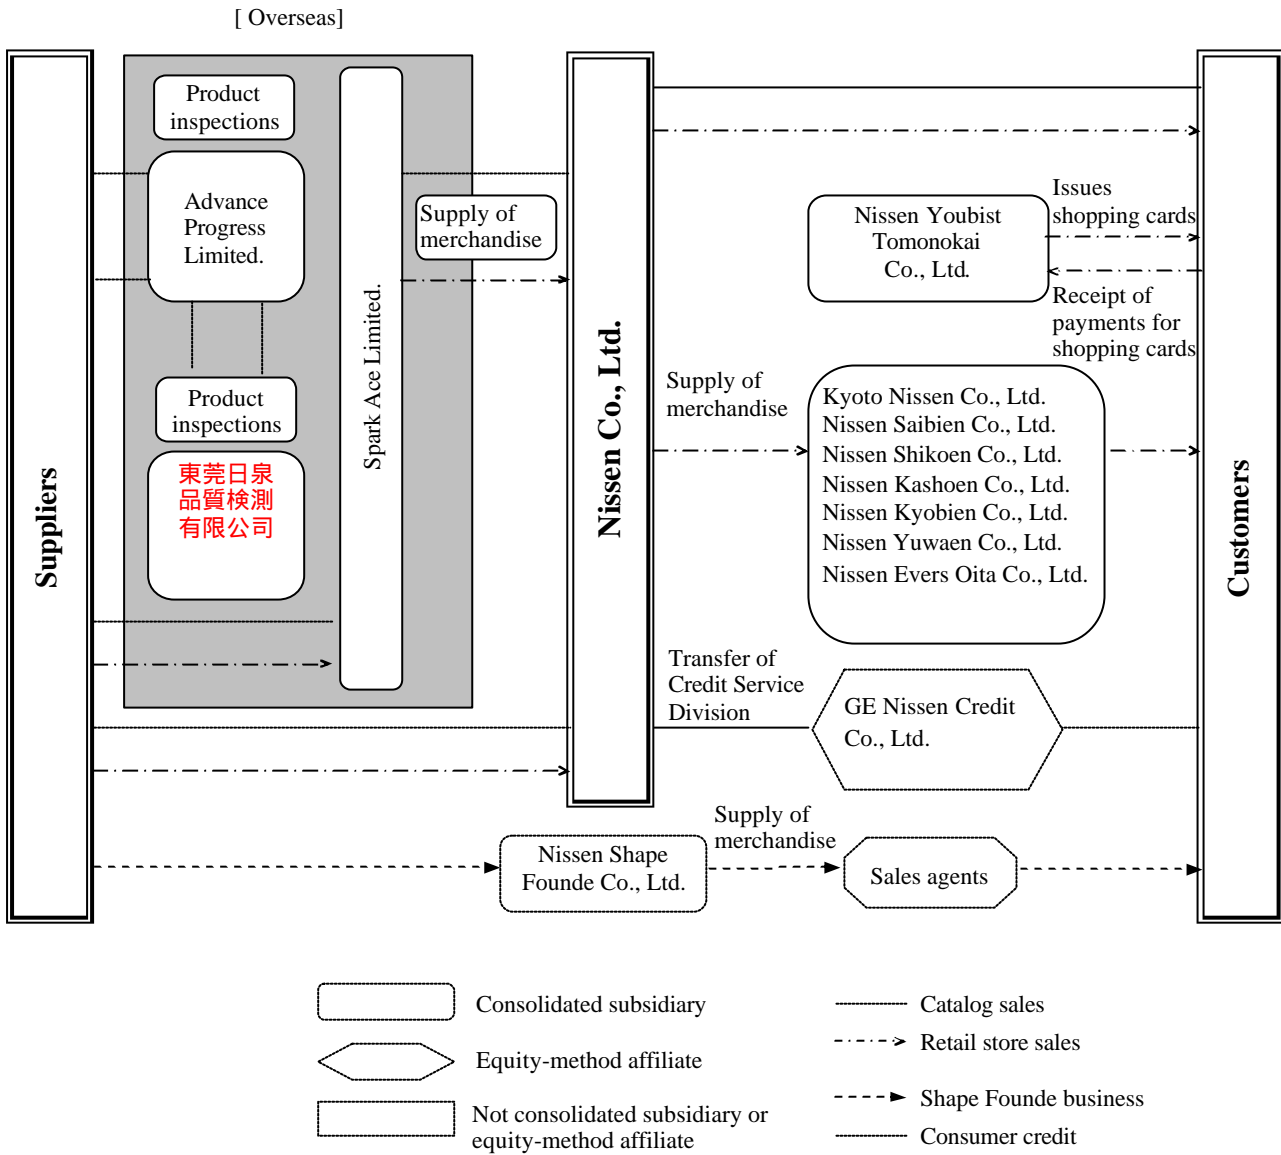 [ Overseas]
Suppliers
Product
inspections
Advance
Progress
Limited.
Product
inspections
東莞日泉
品質検測
有限公司
Spark Ace Limited.
Supply of
merchandise
Nissen Co., Ltd.
Nissen Youbist
Tomonokai
Co., Ltd.
Issues
shopping cards
Receipt of
payments for
shopping cards
Supply of
merchandise
Kyoto Nissen Co., Ltd.
Nissen Saibien Co., Ltd.
Nissen Shikoen Co., Ltd.
Nissen Kashoen Co., Ltd.
Nissen Kyobien Co., Ltd.
Nissen Yuwaen Co., Ltd.
Nissen Evers Oita Co., Ltd.
Transfer of
Credit Service
Division
GE Nissen Credit
Co., Ltd.
Customers
Nissen Shape
Founde Co., Ltd.
Supply of
merchandise
Sales agents
Consolidated subsidiary
Equity-method affiliate
Not consolidated subsidiary or
equity-method affiliate
Catalog sales
Retail store sales
Shape Founde business
Consumer credit